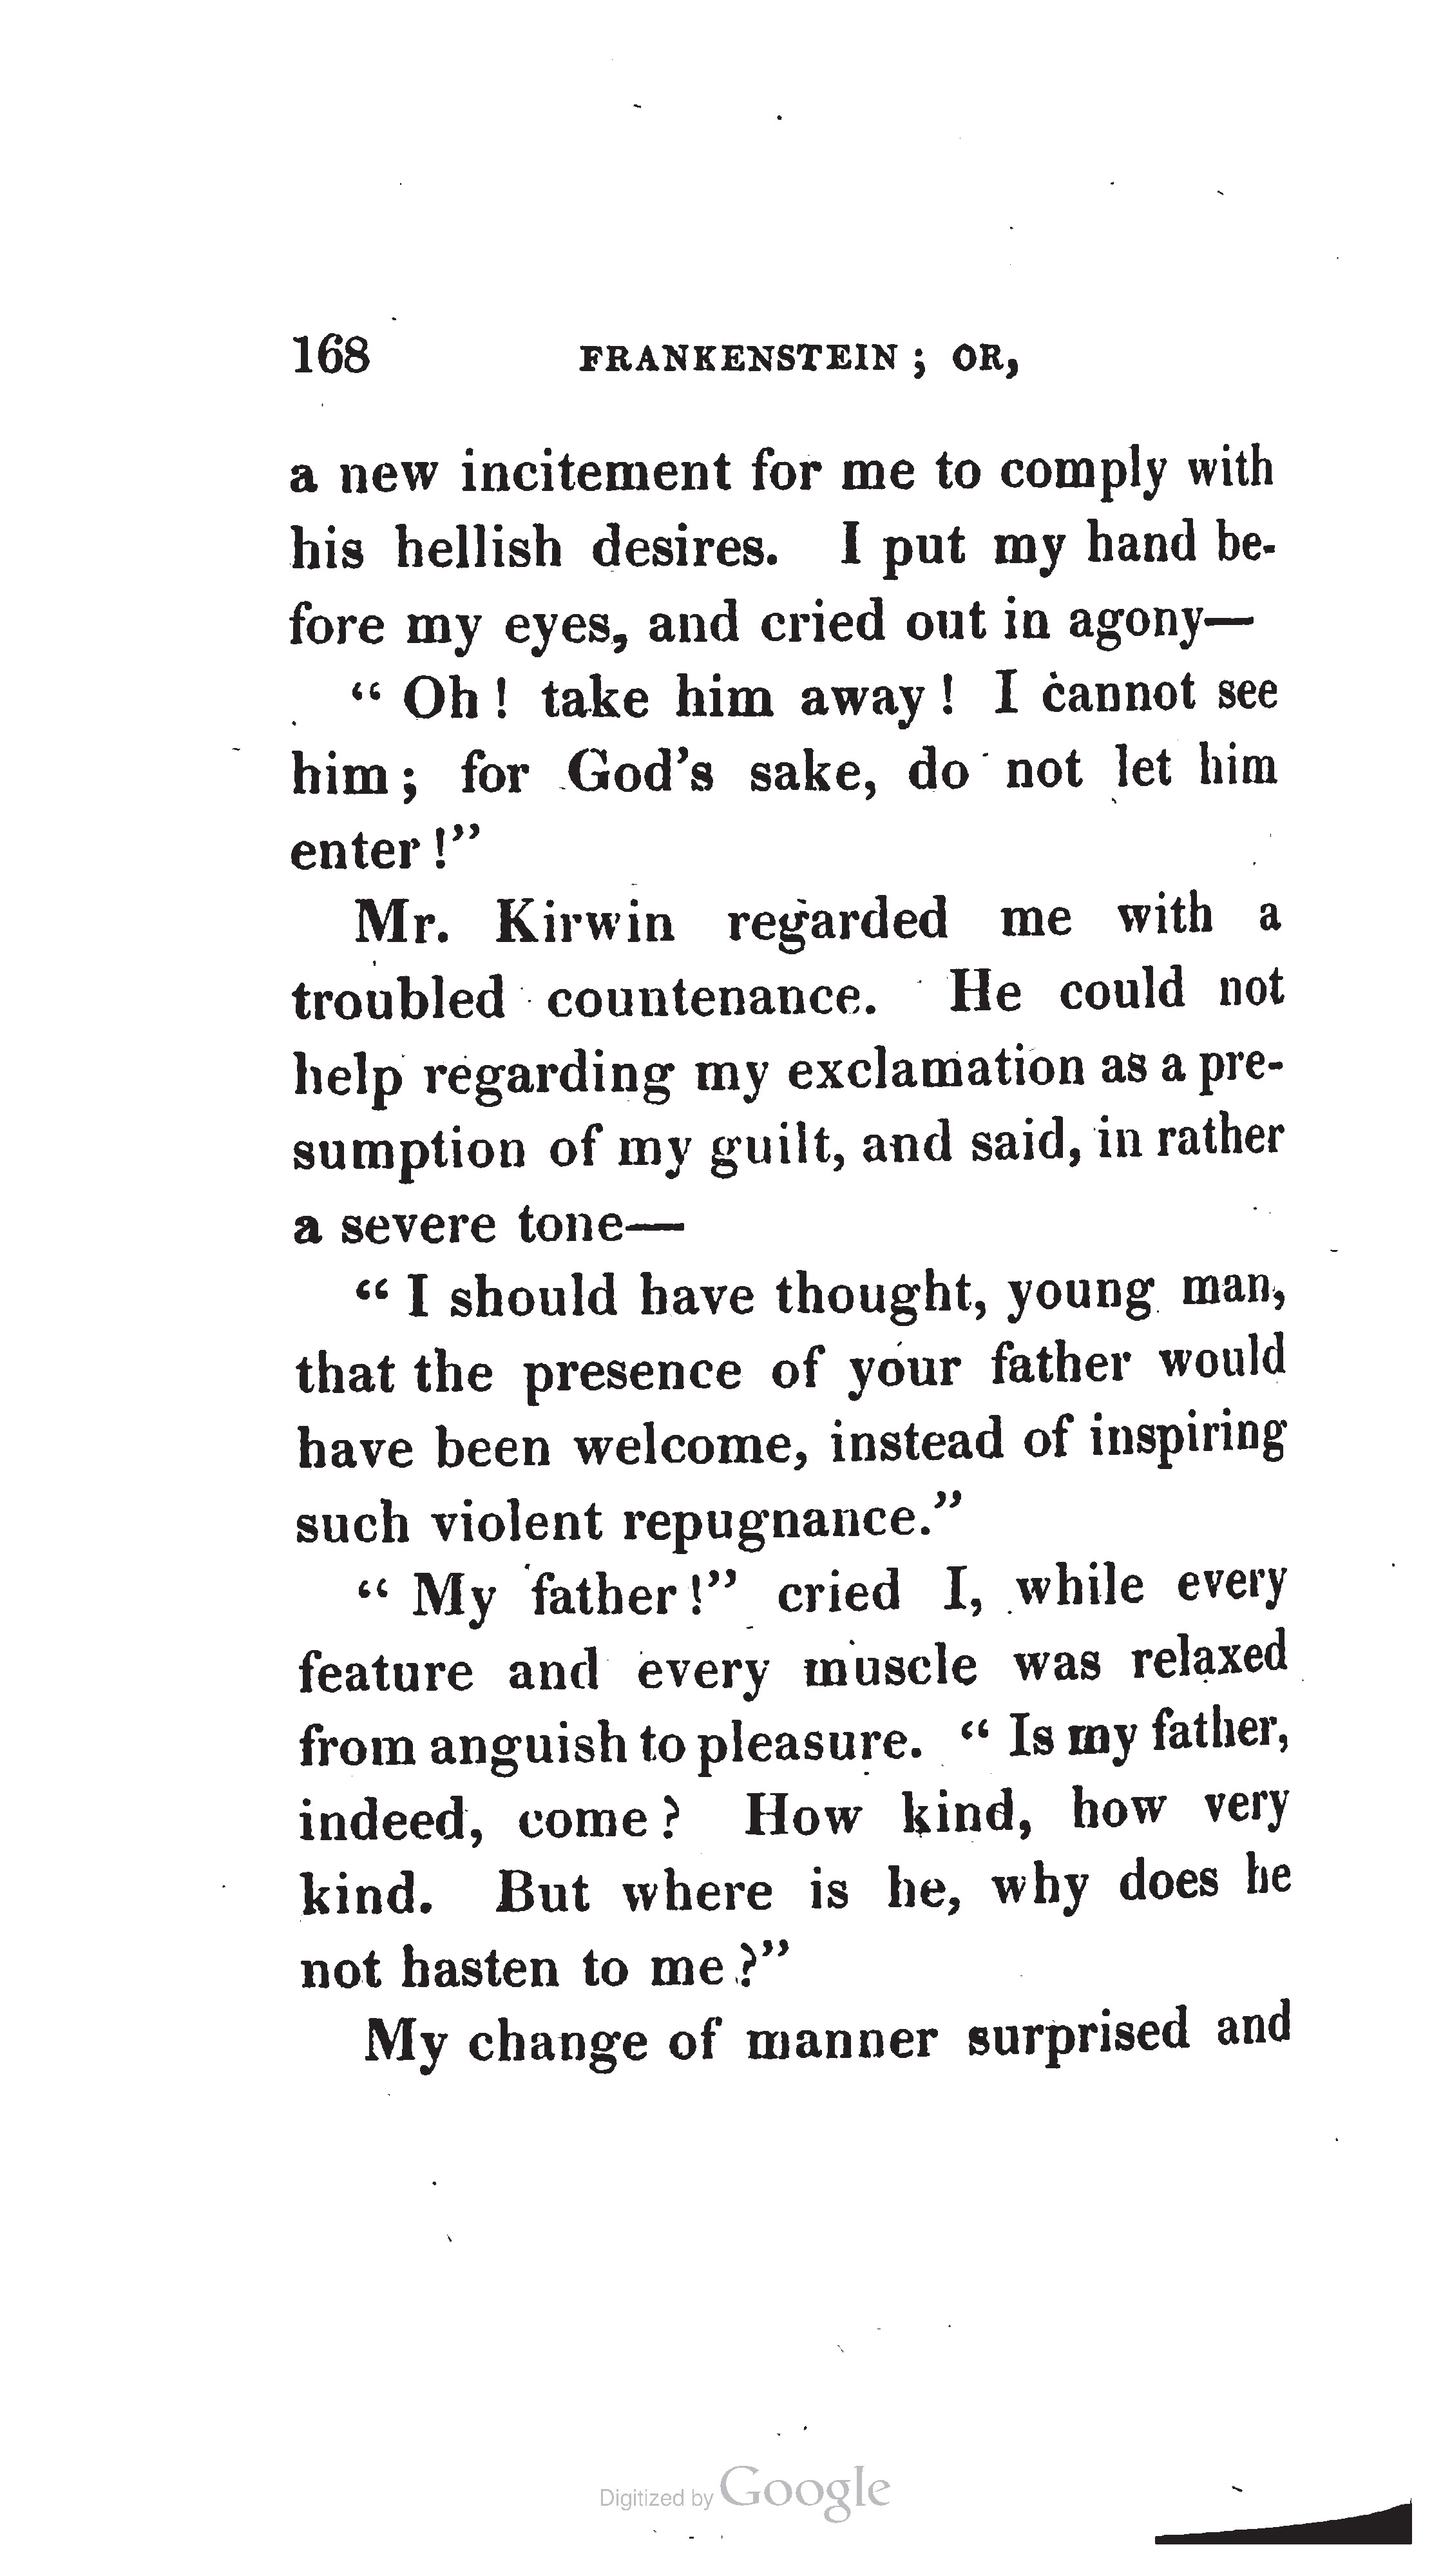 168 FRANKENSTEIN ; OR,
a new incitement for me to comply with
his hellish desires. I put my hand be-
fore my eyes, and cried out in agony—
“ Oh ! take him away ! I cannot see
him ; for God’s sake, do not let him
enter !”
Mr. Kirwin regarded me with a
troubled countenance. He could not
help regarding my exclamation as a pre-
sumption of my guilt, and said, in rather
a severe tone—
“ I should have thought, young man,
that the presence of your father would
have been welcome, instead of inspiring
such violent repugnance.”
“ My father !” cried I, while every
feature and every muscle was relaxed
from anguish to pleasure. “ Is my father,
indeed, come ? How kind, how very
kind. But where is he, why does he
not hasten to me ?”
My change of manner surprised and
Digitized by Google